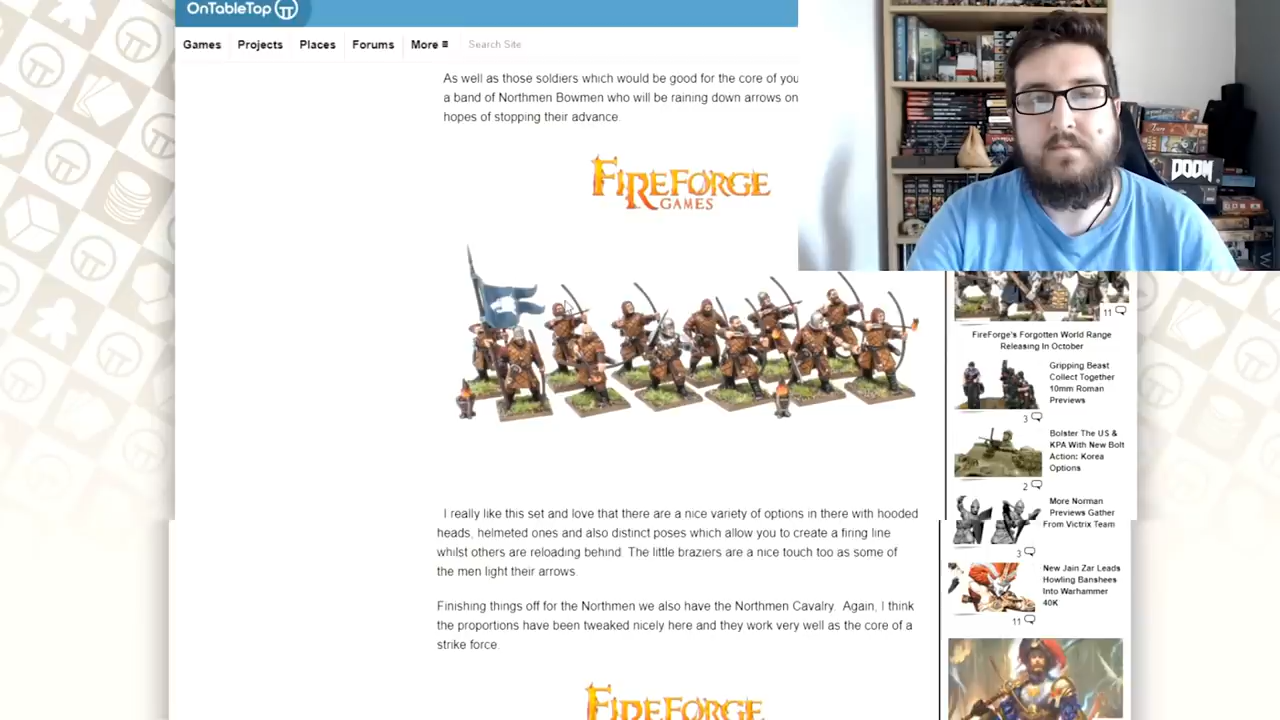 OnTableTop
Games Projects Places Forums More ≡ Search Site
As well as those soldiers which would be good for the core of you
a band of Northmen Bowmen who will be raining down arrows on
hopes of stopping their advance.
FIREFORGE
GAMES
I really like this set and love that there are a nice variety of options in there with hooded
heads, helmeted ones and also distinct poses which allow you to create a firing line
whilst others are reloading behind. The little braziers are a nice touch too as some of
the men light their arrows.
Finishing things off for the Northmen we also have the Northmen Cavalry. Again, I think
the proportions have been tweaked nicely here and they work very well as the core of a
strike force.
FIREFORGE
DOOM
11
FireForge's Forgotten World Range
Releasing In October
Gripping Beast
Collect Together
10mm Roman
Previews
3
Bolster The US &
KPA With New Bolt
Action: Korea
Options
2
More Norman
Previews Gather
From Victrix Team
3
New Jain Zar Leads
Howling Banshees
Into Warhammer
40K
11